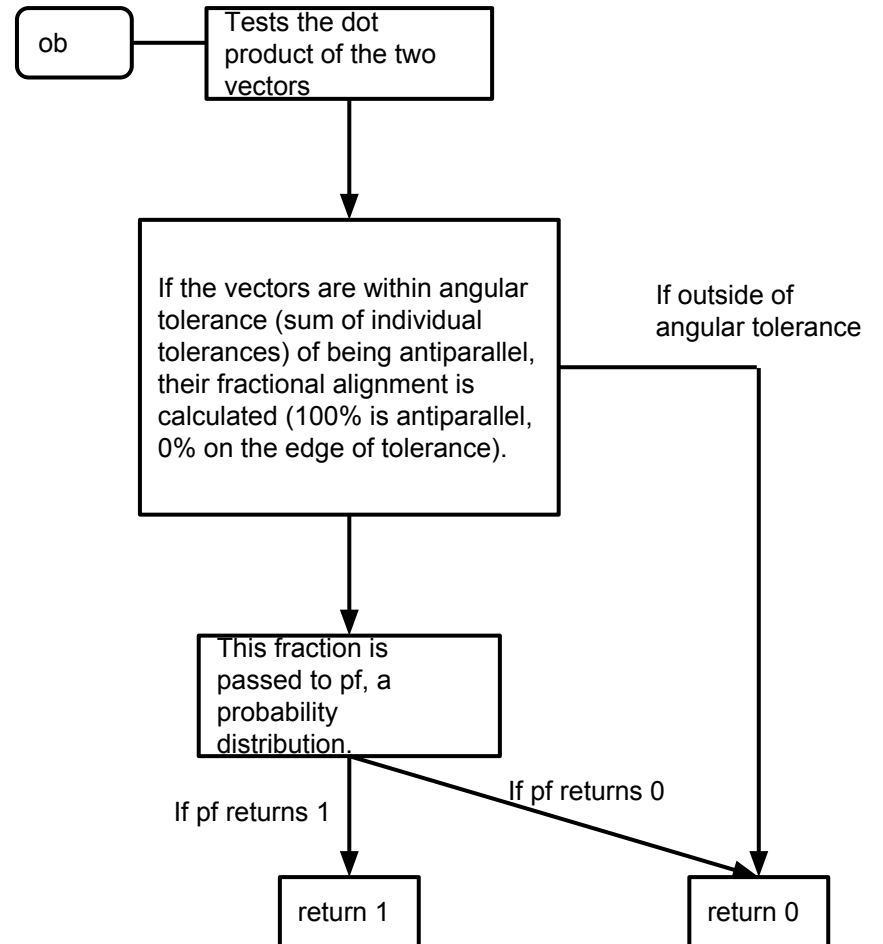 ob
Tests the dot
product of the two
vectors
If the vectors are within angular
tolerance (sum of individual
tolerances) of being antiparallel,
their fractional alignment is
calculated (100% is antiparallel,
0% on the edge of tolerance).
If outside of
angular tolerance
This fraction is
passed to pf, a
probability
distribution.
If pf returns 1
If pf returns 0
return 1
return 0